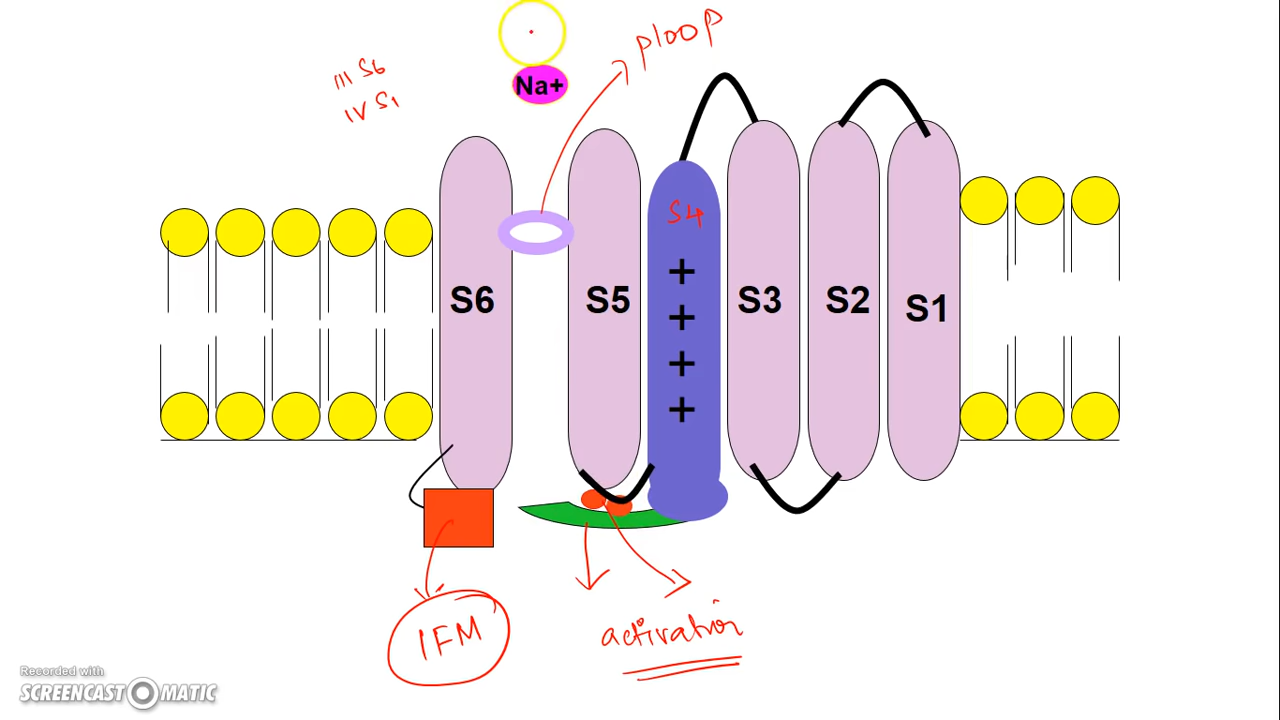 ploop
III S6
IV S1
Na+
S4
S6
S5
S3
S2
S1
+
+
+
+
IFM
activation
Recorded with
SCREENCAST-O-MATIC